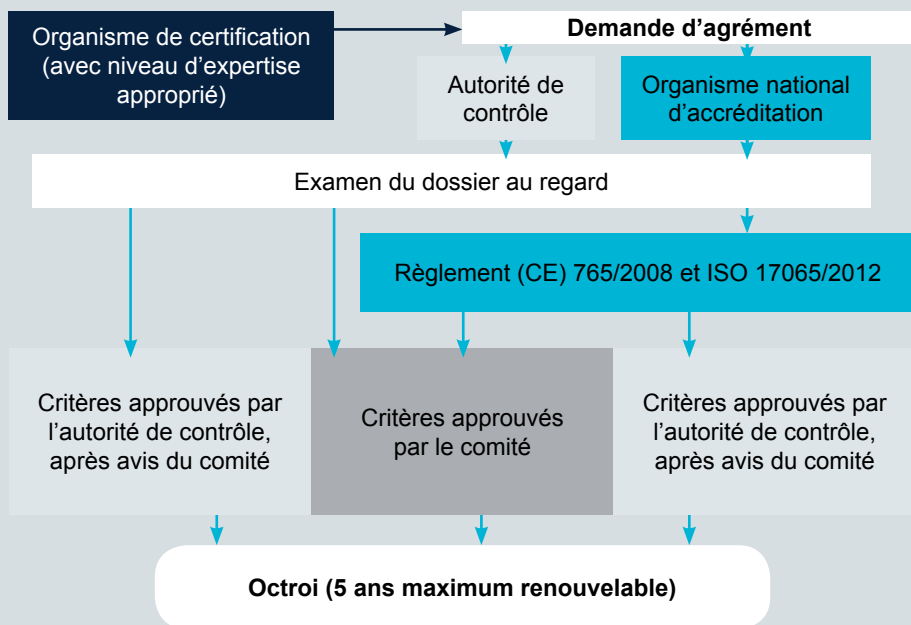 Organisme de certification
(avec niveau d'expertise
approprié)
Demande d'agrément
Autorité de
contrôle
Organisme national
d'accréditation
Examen du dossier au regard
Règlement (CE) 765/2008 et ISO 17065/2012
Critères approuvés par
l'autorité de contrôle,
après avis du comité
Critères approuvés
par le comité
Critères approuvés par
l'autorité de contrôle,
après avis du comité
Octroi (5 ans maximum renouvelable)